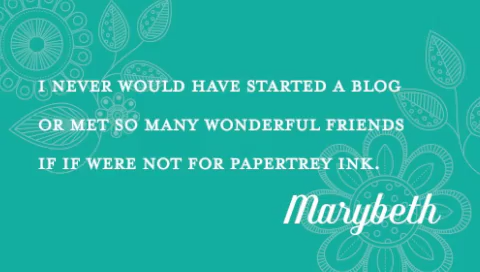 I NEVER WOULD HAVE STARTED A BLOG
OR MET SO MANY WONDERFUL FRIENDS
IF IF WERE NOT FOR PAPERTREY INK.
Marybeth